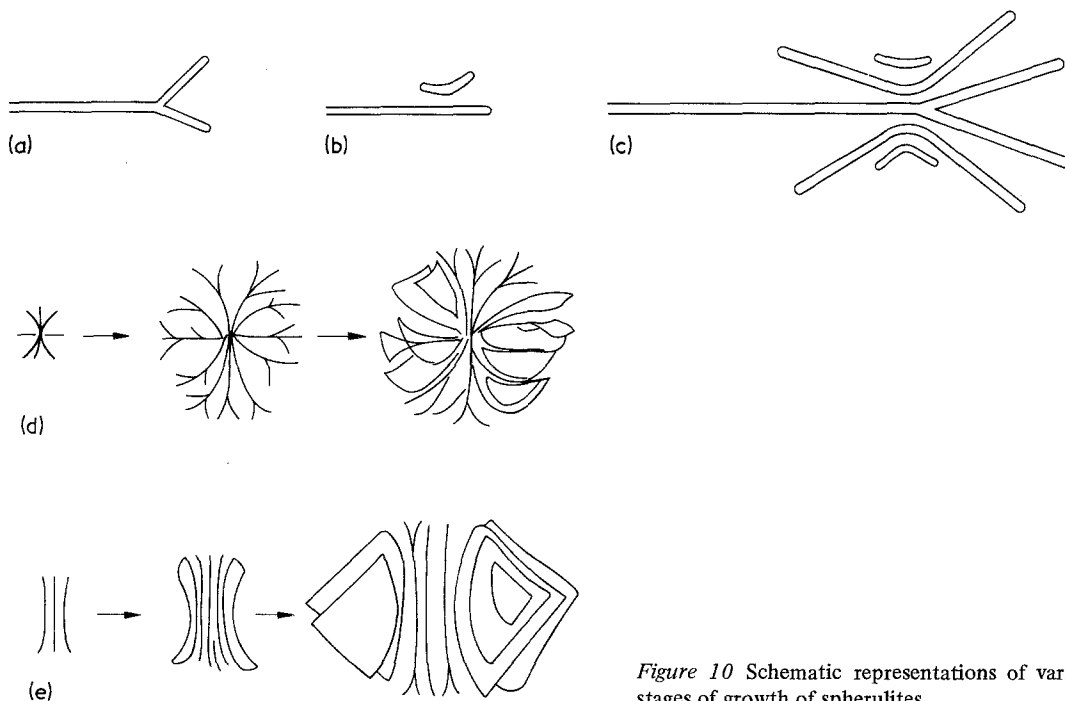 (a)
(b)
(c)
(d)
(e)
Figure 10 Schematic representations of var
stages of growth of spherulites